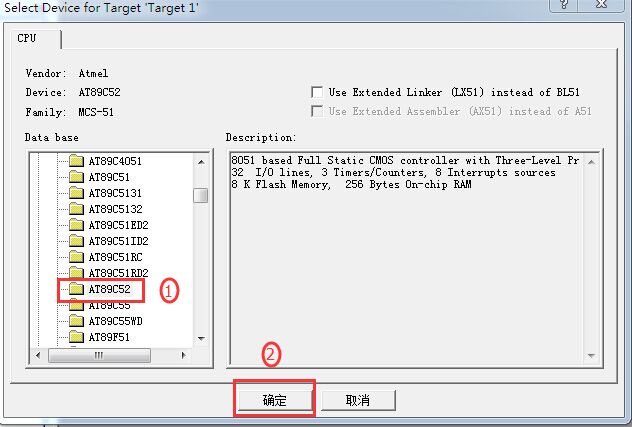 Select Device for Target 'Target 1'
CPU
Vendor: Atmel
Device: AT89C52
Family: MCS-51
Use Extended Linker (LX51) instead of BL51
Use Extended Assembler (AX51) instead of A51
Data base
Description:
AT89C4051
AT89C51
AT89C5131
AT89C5132
AT89C51ED2
AT89C51ID2
AT89C51RC
AT89C51RD2
AT89C52
AT89C55
AT89C55WD
AT89F51
8051 based Full Static CMOS controller with Three-Level Pr
32 I/O lines, 3 Timers/Counters, 8 Interrupts sources
8 K Flash Memory, 256 Bytes On-chip RAM
1
2
确定
取消